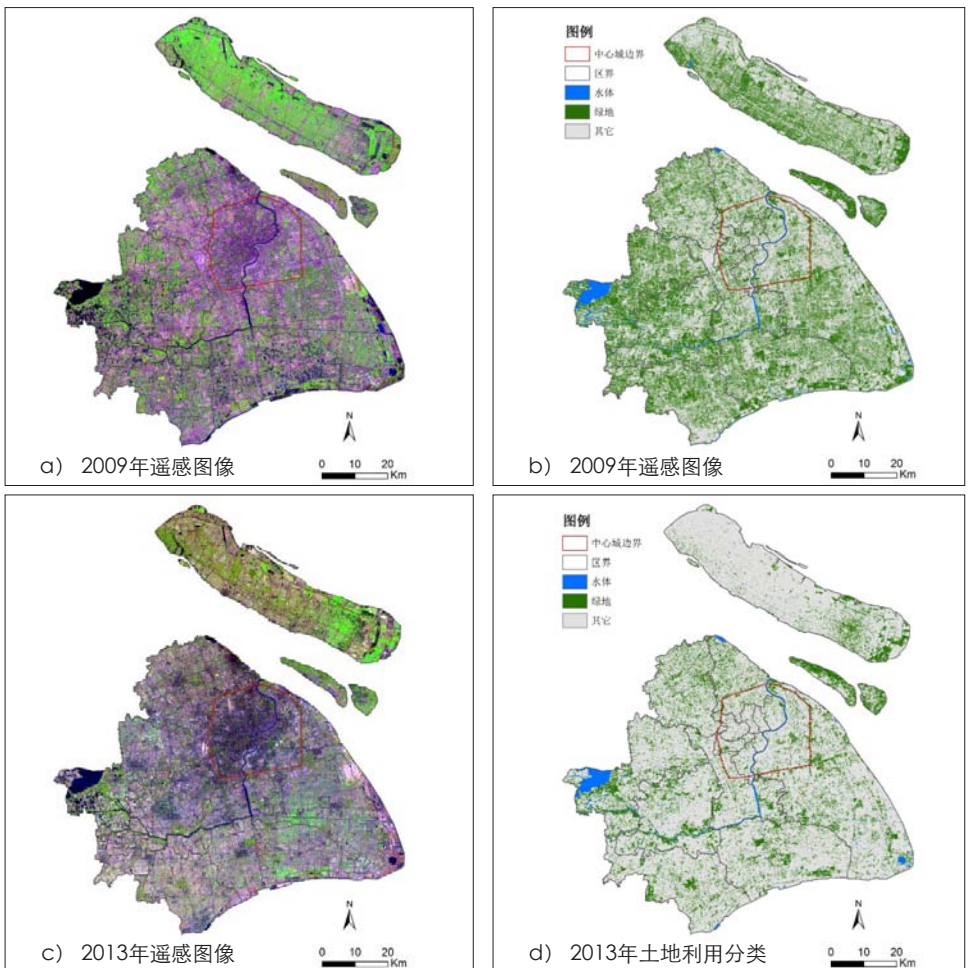 N
0 10 20
Km
a) 2009年遥感图像
图例
中心城边界
区界
水体
绿地
其它
N
0 10 20
Km
b) 2009年遥感图像
N
0 10 20
Km
c) 2013年遥感图像
图例
中心城边界
区界
水体
绿地
其它
N
0 10 20
Km
d) 2013年土地利用分类